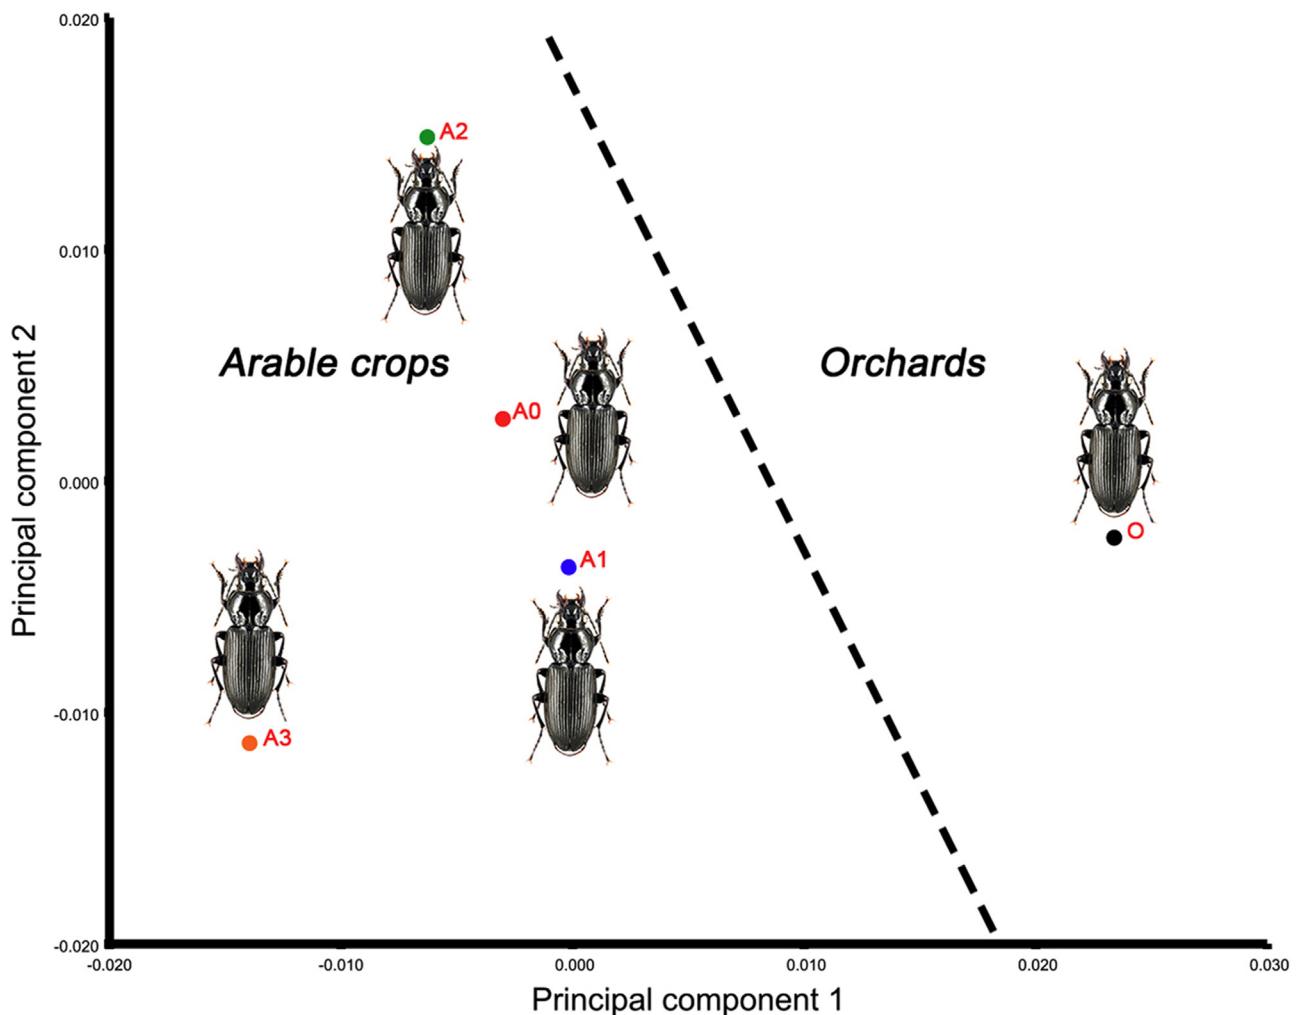 0.020
A2
0.010
Arable crops
Orchards
A0
Principal component 2
0.000
O
A1
-0.010
A3
-0.020
-0.020 -0.010 0.000 0.010 0.020 0.030
Principal component 1